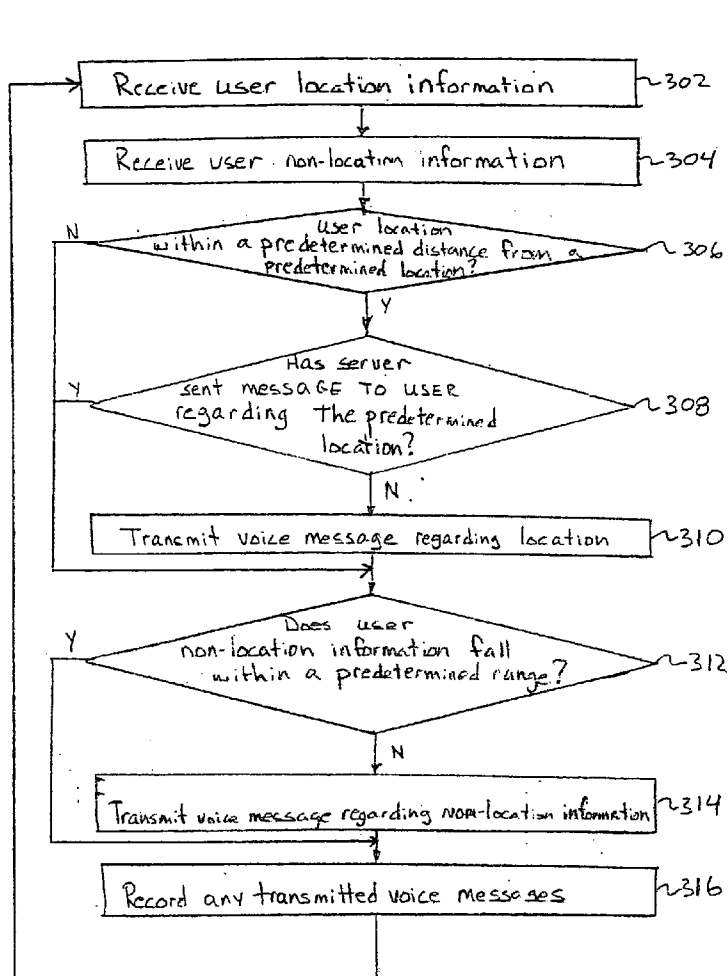 Receive user location information
302
Receive user non-location information
304
N
user location
within a predetermined distance from a
predetermined location?
306
Y
Has server
sent MESSAGE TO USER
regarding The predetermined
location?
Y
308
N.
Transmit voice message regarding location
310
Does user
non-location information fall
within a predetermined range?
Y
312
N
Transmit voice message regarding NON-location information
314
Record any transmitted voice messages
316